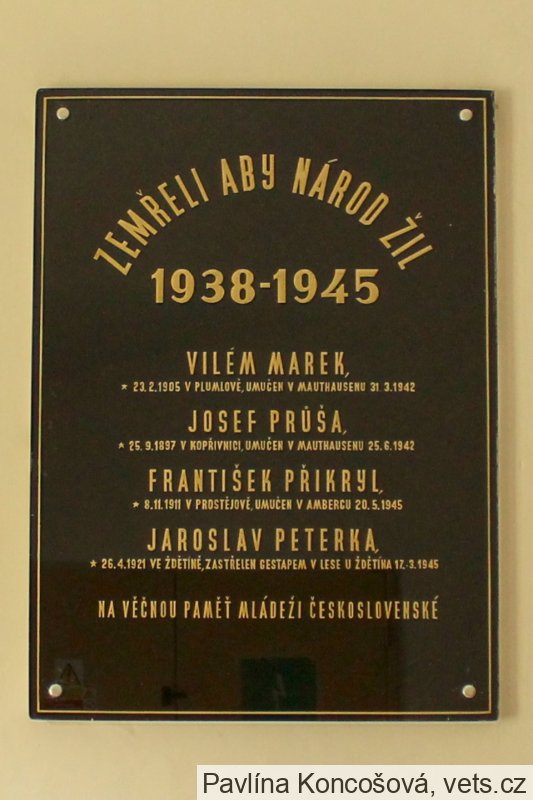 ZEMŘELI ABY NÁROD ŽIL
1938-1945
VILÉM MAREK,
* 23.2.1905 V PLUMLOVĚ, UMUČEN V MAUTHAUSENU 31.3.1942
JOSEF PRŮŠA,
* 25.9.1897 V KOPŘIVNICI, UMUČEN V MAUTHAUSENU 25.6.1942
FRANTIŠEK PŘIKRYL,
* 8.11.1911 V PROSTĚJOVĚ, UMUČEN V AMBERGU 20.5.1945
JAROSLAV PETERKA,
* 26.4.1921 VE ŽDĚTÍNĚ, ZASTŘELEN GESTAPEM V LESE U ŽDĚTÍNA 17.3.1945
NA VĚČNOU PAMĚŤ MLÁDEŽI ČESKOSLOVENSKÉ
Pavlína Koncošová, vets.cz